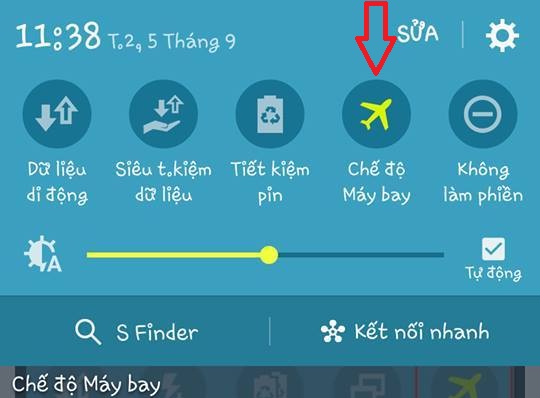 11:38 T.2, 5 Tháng 9
SỬA
Dữ liệu
di động
Siêu t.kiệm
dữ liệu
Tiết kiệm
pin
Chế độ
Máy bay
Không
làm phiền
A
Tự động
S Finder
Kết nối nhanh
Chế độ Máy bay